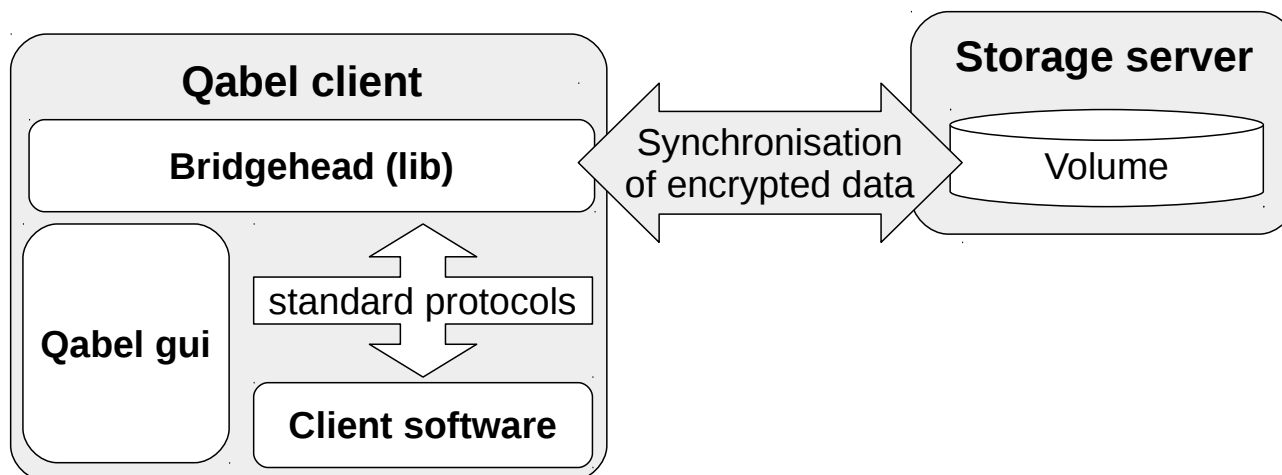 Qabel client
Bridgehead (lib)
Qabel gui
standard protocols
Client software
Synchronisation
of encrypted data
Storage server
Volume